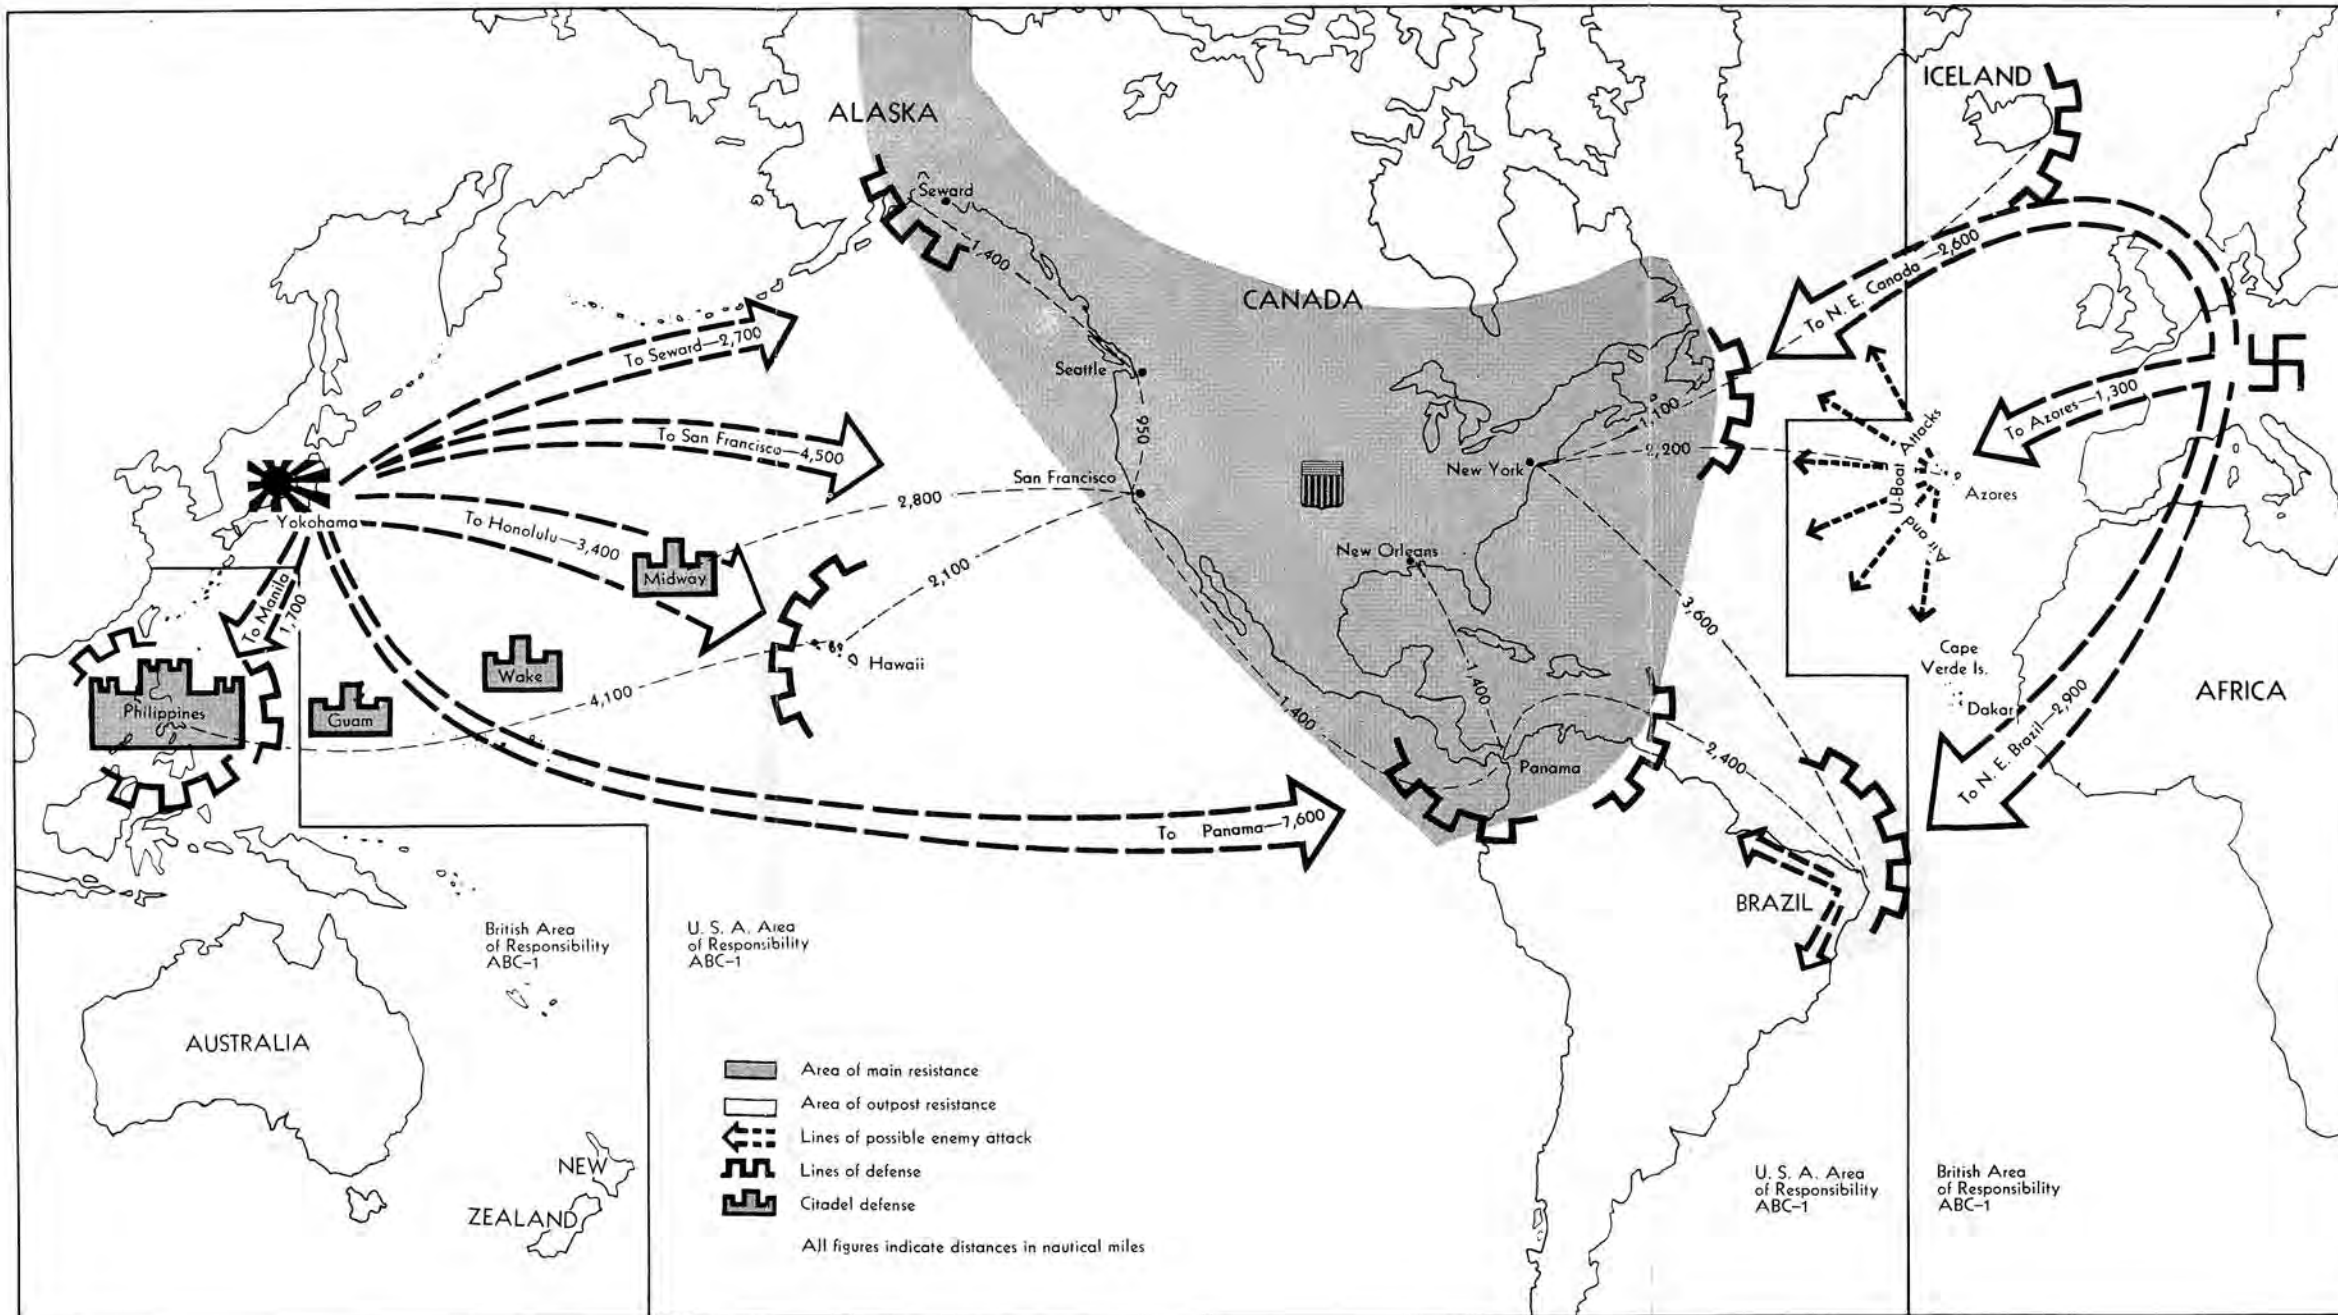 ICELAND
ALASKA
Seward
1,400
CANADA
To N. E. Canada—2,600
To Seward—2,700
Seattle
1,100
To Azores—1,300
950
To San Francisco—4,500
New York
2,200
U-Boat Attacks
Air and
Azores
San Francisco
2,800
Yokohama
To Honolulu—3,400
New Orleans
Midway
2,100
To Manila
1,700
3,600
Cape
Verde Is.
Hawaii
Wake
4,100
1,400
1,400
AFRICA
Philippines
Guam
Dakar
To N. E. Brazil—2,900
2,400
Panama
To Panama—7,600
BRAZIL
British Area
of Responsibility
ABC–1
U. S. A. Area
of Responsibility
ABC–1
AUSTRALIA
Area of main resistance
Area of outpost resistance
Lines of possible enemy attack
Lines of defense
Citadel defense
All figures indicate distances in nautical miles
NEW
ZEALAND
U. S. A. Area
of Responsibility
ABC–1
British Area
of Responsibility
ABC–1